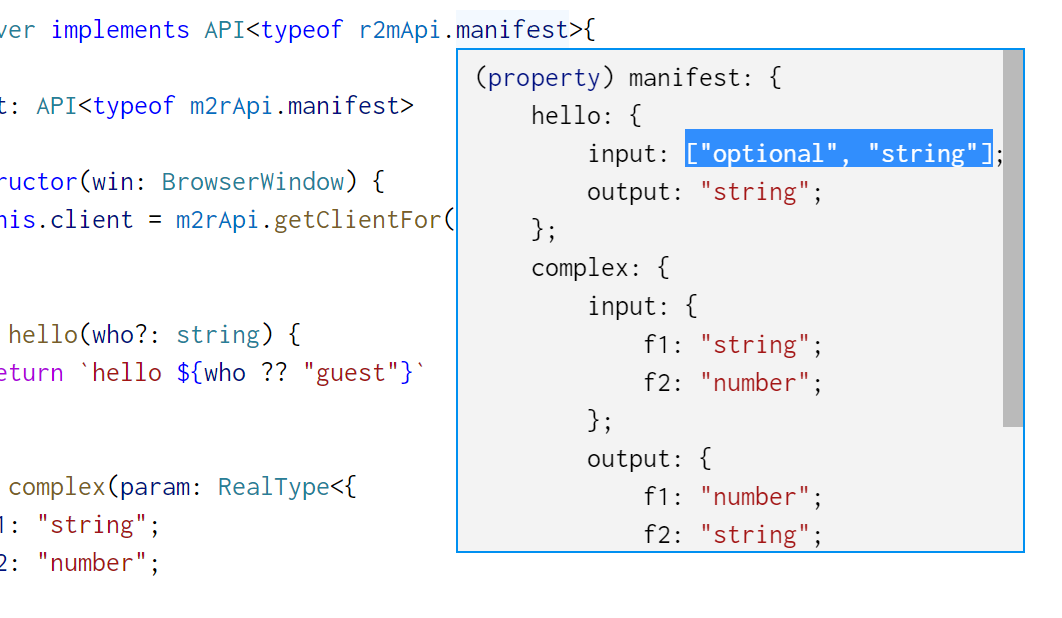 ver implements API<typeof r2mApi.manifest>{
t: API<typeof m2rApi.manifest>
ructor(win: BrowserWindow) {
his.client = m2rApi.getClientFor(
hello(who?: string) {
eturn `hello ${who ?? "guest"}`
complex(param: RealType<{
1: "string";
2: "number";
(property) manifest: {
hello: {
input: ["optional", "string"];
output: "string";
};
complex: {
input: {
f1: "string";
f2: "number";
};
output: {
f1: "number";
f2: "string";